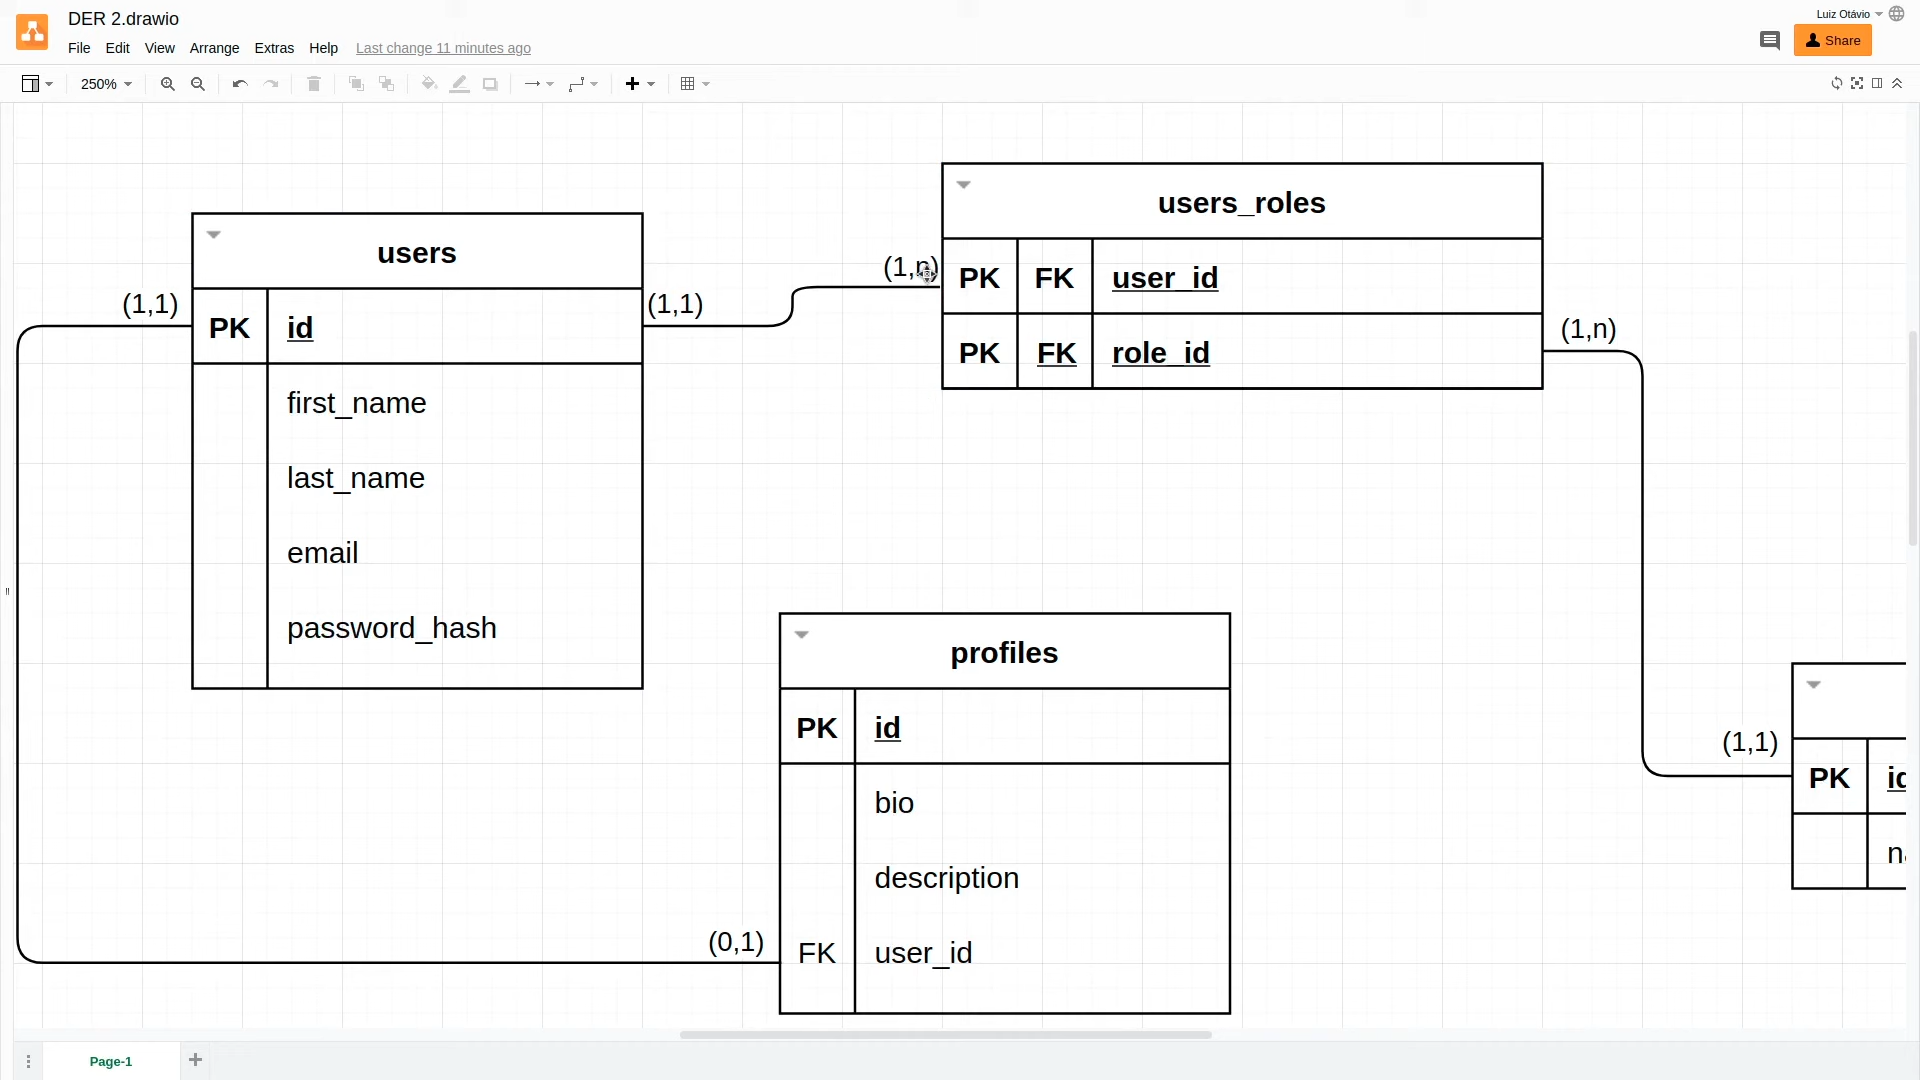 DER 2.drawio
Luiz Otávio
File Edit View Arrange Extras Help Last change 11 minutes ago
Share
250%
users_roles
users
(1,n)
PK FK user_id
(1,1)
(1,1)
PK id
(1,n)
PK FK role_id
first_name
last_name
email
password_hash
profiles
PK id
(1,1)
PK id
bio
description
(0,1)
FK user_id
Page-1